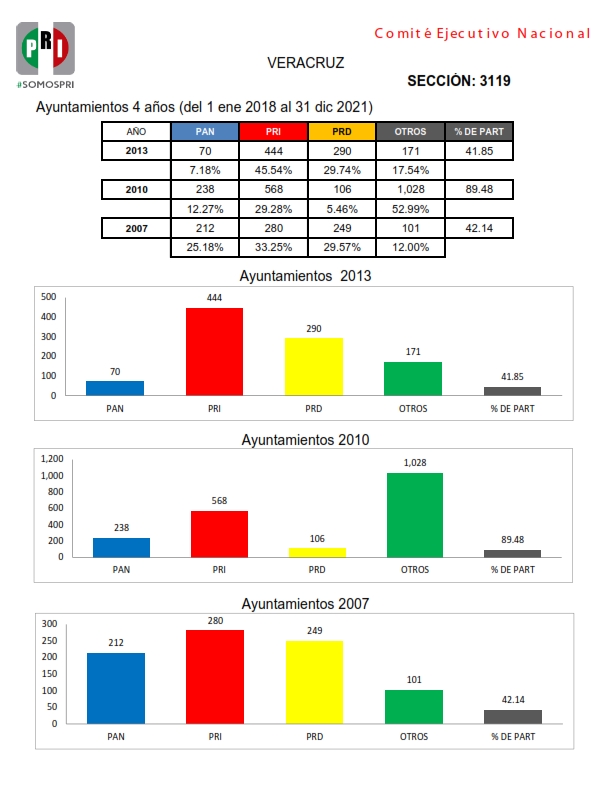 PRI
#SOMOSPRI
Comité Ejecutivo Nacional
VERACRUZ
SECCIÓN: 3119
Ayuntamientos 4 años (del 1 ene 2018 al 31 dic 2021)
AÑO PAN PRI PRD OTROS % DE PART
2013 70 444 290 171 41.85
7.18% 45.54% 29.74% 17.54%
2010 238 568 106 1,028 89.48
12.27% 29.28% 5.46% 52.99%
2007 212 280 249 101 42.14
25.18% 33.25% 29.57% 12.00%
Ayuntamientos 2013
500
400
300
200
100
0
70 444 290 171 41.85
PAN PRI PRD OTROS % DE PART
Ayuntamientos 2010
1,200
1,000
800
600
400
200
0
238 568 106 1,028 89.48
PAN PRI PRD OTROS % DE PART
Ayuntamientos 2007
300
250
200
150
100
50
0
212 280 249 101 42.14
PAN PRI PRD OTROS % DE PART